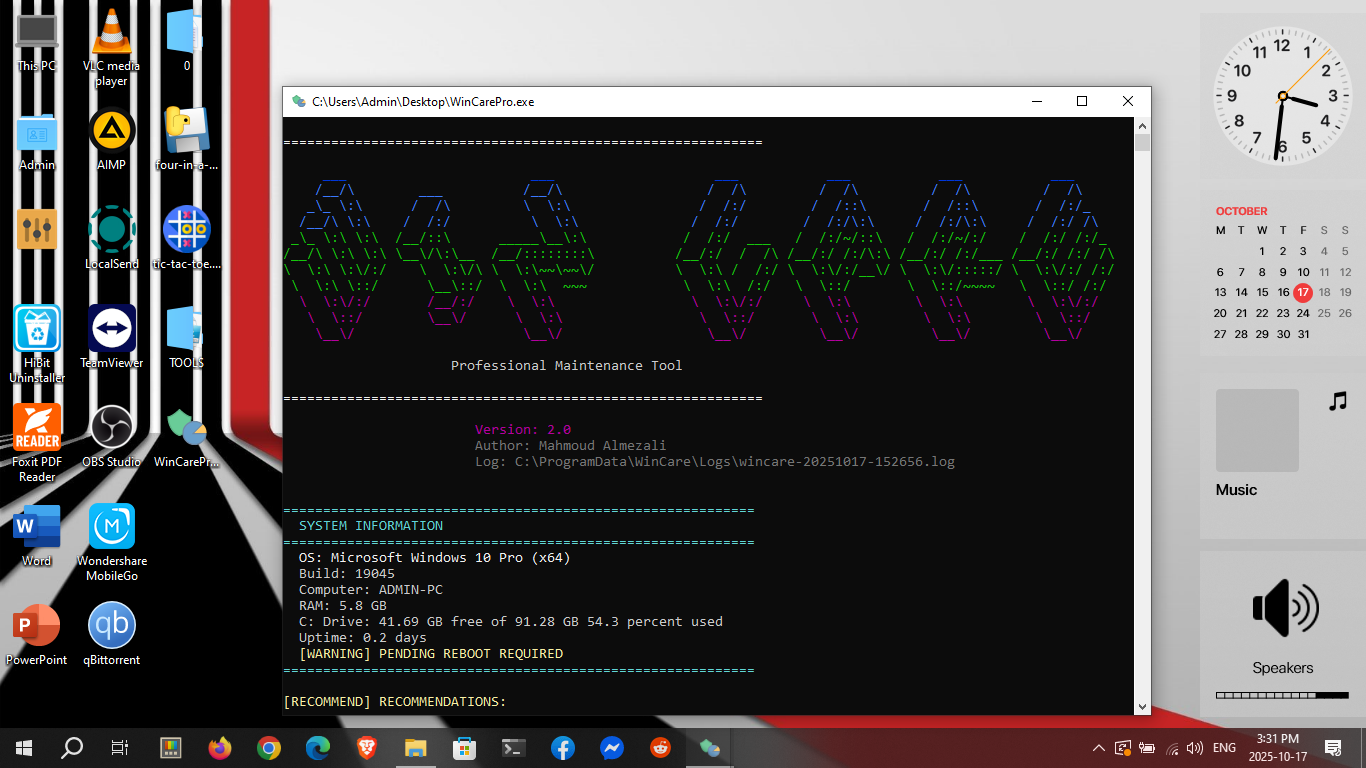 This PC
VLC media
player
0
Admin
AIMP
four-in-a-...
LocalSend
tic-tac-toe....
HiBit
Uninstaller
TeamViewer
TOOLS
READER
Foxit PDF
Reader
OBS Studio
WinCarePr...
W
Word
M
Wondershare
MobileGo
P
PowerPoint
qb
qBittorrent
C:\Users\Admin\Desktop\WinCarePro.exe
Professional Maintenance Tool
Version: 2.0
Author: Mahmoud Almezali
Log: C:\ProgramData\WinCare\Logs\wincare-20251017-152656.log
SYSTEM INFORMATION
OS: Microsoft Windows 10 Pro (x64)
Build: 19045
Computer: ADMIN-PC
RAM: 5.8 GB
C: Drive: 41.69 GB free of 91.28 GB 54.3 percent used
Uptime: 0.2 days
[WARNING] PENDING REBOOT REQUIRED
[RECOMMEND] RECOMMENDATIONS:
12
1
2
3
4
5
6
7
8
9
10
11
OCTOBER
M T W T F S S
1 2 3 4 5
6 7 8 9 10 11 12
13 14 15 16 17 18 19
20 21 22 23 24 25 26
27 28 29 30 31
Music
Speakers
ENG
3:31 PM
2025-10-17